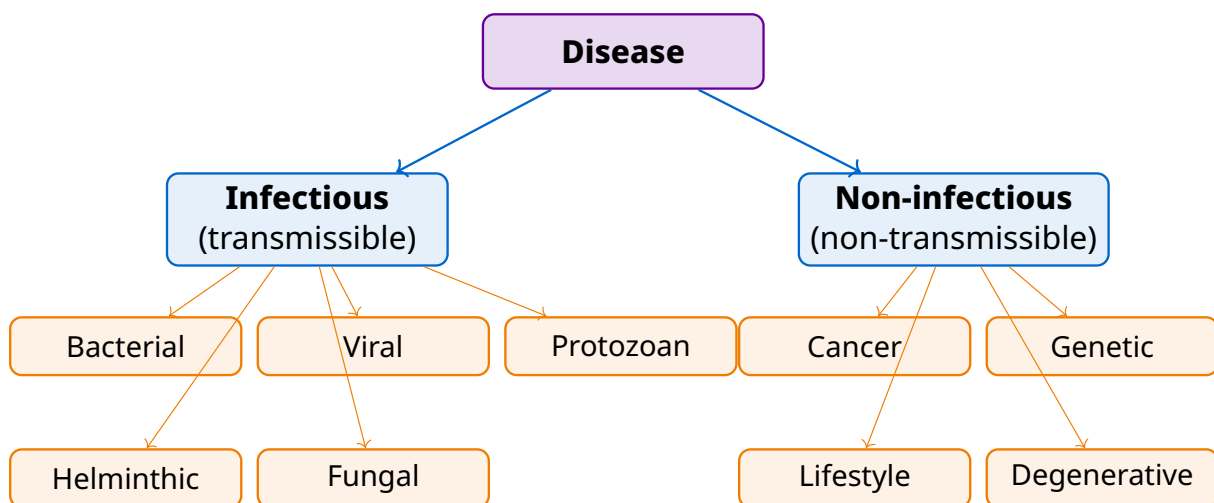 Disease
Infectious
(transmissible)
Non-infectious
(non-transmissible)
Bacterial
Viral
Protozoan
Cancer
Genetic
Helminthic
Fungal
Lifestyle
Degenerative